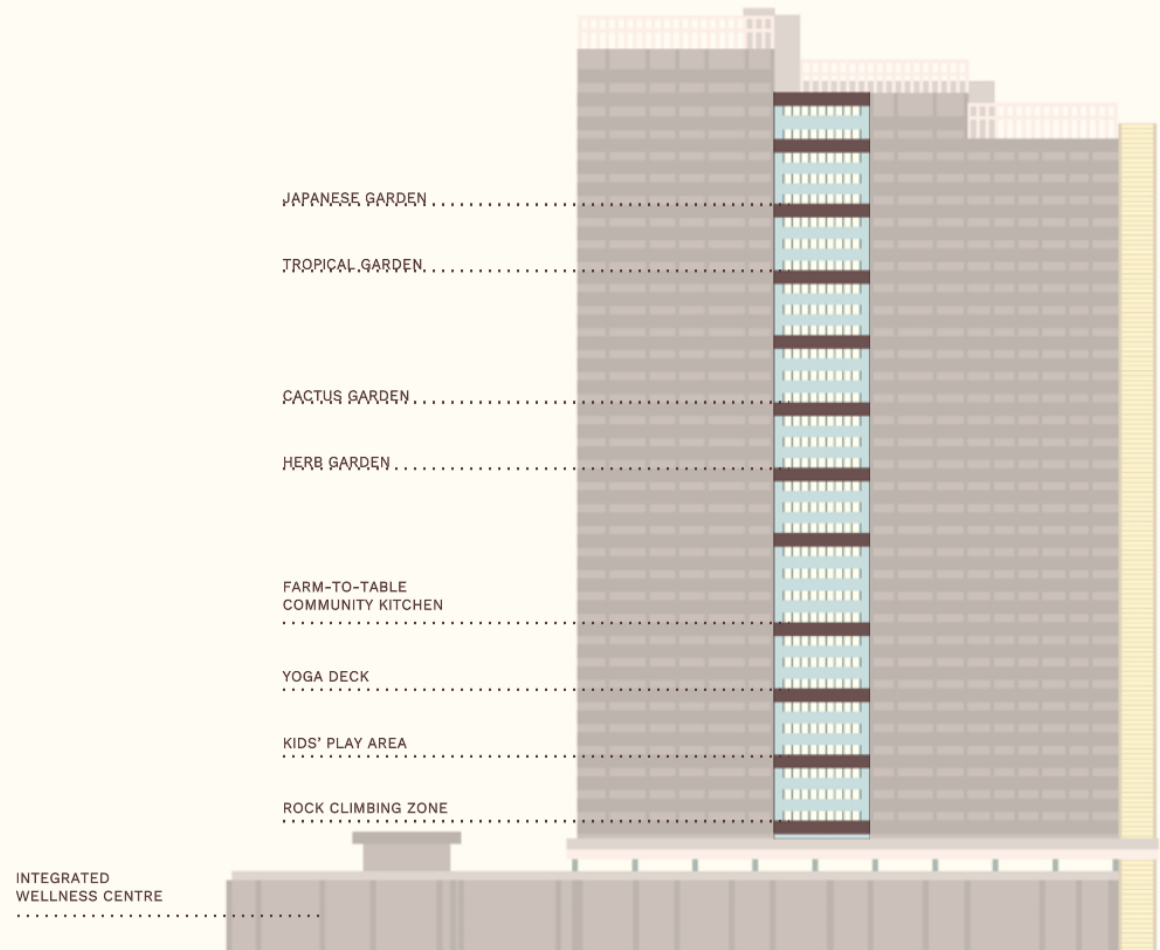 JAPANESE GARDEN
TROPICAL GARDEN
CACTUS GARDEN
HERB GARDEN
FARM-TO-TABLE
COMMUNITY KITCHEN
YOGA DECK
KIDS' PLAY AREA
ROCK CLIMBING ZONE
INTEGRATED
WELLNESS CENTRE